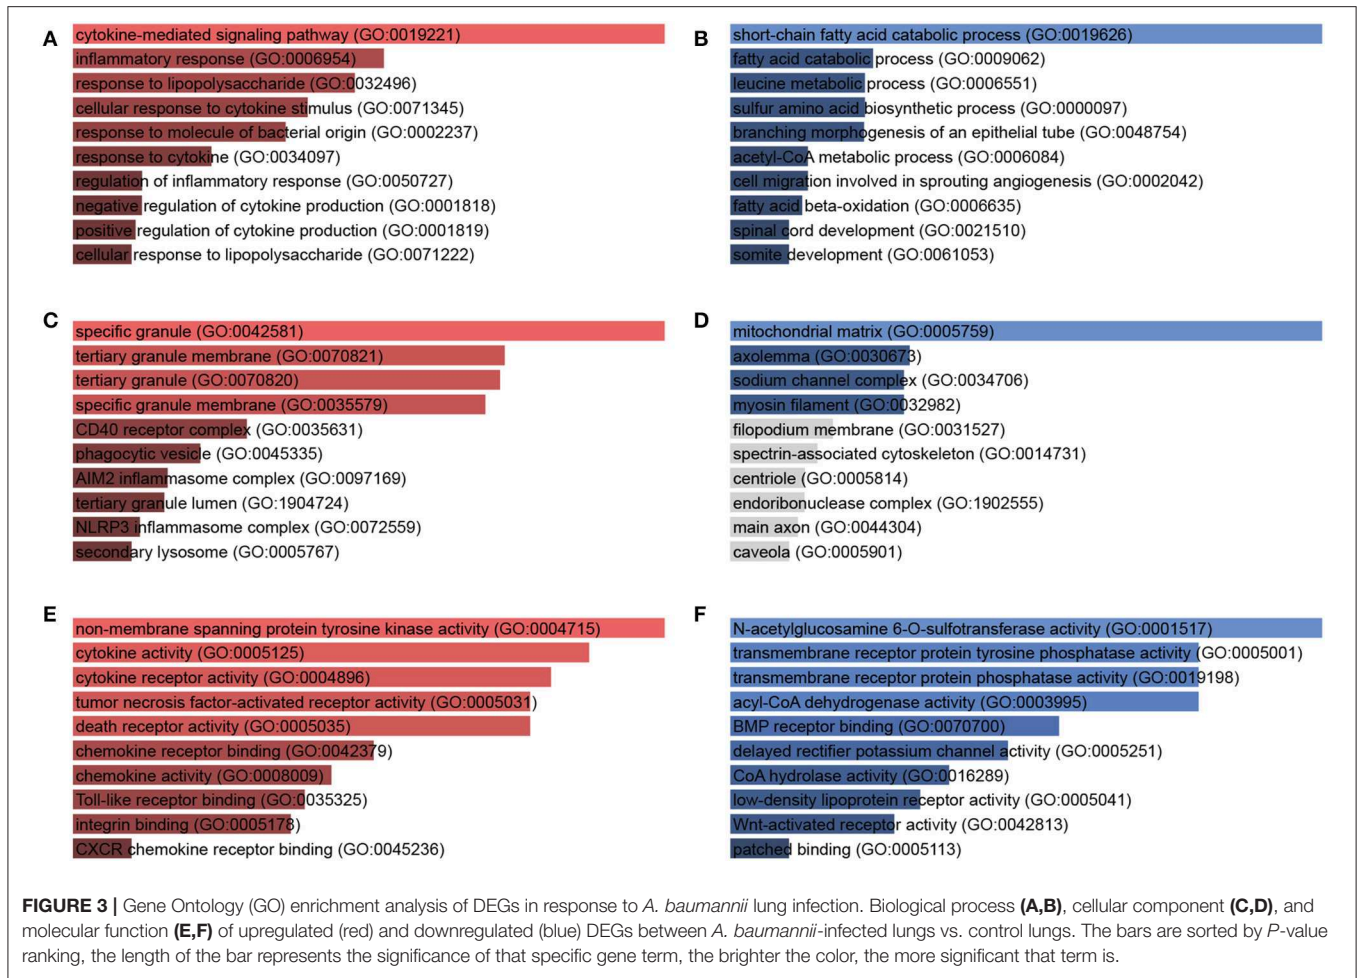 A
cytokine-mediated signaling pathway (GO:0019221)
inflammatory response (GO:0006954)
response to lipopolysaccharide (GO:0032496)
cellular response to cytokine stimulus (GO:0071345)
response to molecule of bacterial origin (GO:0002237)
response to cytokine (GO:0034097)
regulation of inflammatory response (GO:0050727)
negative regulation of cytokine production (GO:0001818)
positive regulation of cytokine production (GO:0001819)
cellular response to lipopolysaccharide (GO:0071222)
B
short-chain fatty acid catabolic process (GO:0019626)
fatty acid catabolic process (GO:0009062)
leucine metabolic process (GO:0006551)
sulfur amino acid biosynthetic process (GO:0000097)
branching morphogenesis of an epithelial tube (GO:0048754)
acetyl-CoA metabolic process (GO:0006084)
cell migration involved in sprouting angiogenesis (GO:0002042)
fatty acid beta-oxidation (GO:0006635)
spinal cord development (GO:0021510)
somite development (GO:0061053)
C
specific granule (GO:0042581)
tertiary granule membrane (GO:0070821)
tertiary granule (GO:0070820)
specific granule membrane (GO:0035579)
CD40 receptor complex (GO:0035631)
phagocytic vesicle (GO:0045335)
AIM2 inflammasome complex (GO:0097169)
tertiary granule lumen (GO:1904724)
NLRP3 inflammasome complex (GO:0072559)
secondary lysosome (GO:0005767)
D
mitochondrial matrix (GO:0005759)
axolemma (GO:0030673)
sodium channel complex (GO:0034706)
myosin filament (GO:0032982)
filopodium membrane (GO:0031527)
spectrin-associated cytoskeleton (GO:0014731)
centriole (GO:0005814)
endoribonuclease complex (GO:1902555)
main axon (GO:0044304)
caveola (GO:0005901)
E
non-membrane spanning protein tyrosine kinase activity (GO:0004715)
cytokine activity (GO:0005125)
cytokine receptor activity (GO:0004896)
tumor necrosis factor-activated receptor activity (GO:0005031)
death receptor activity (GO:0005035)
chemokine receptor binding (GO:0042379)
chemokine activity (GO:0008009)
Toll-like receptor binding (GO:0035325)
integrin binding (GO:0005178)
CXCR chemokine receptor binding (GO:0045236)
F
N-acetylglucosamine 6-O-sulfotransferase activity (GO:0001517)
transmembrane receptor protein tyrosine phosphatase activity (GO:0005001)
transmembrane receptor protein phosphatase activity (GO:0019198)
acyl-CoA dehydrogenase activity (GO:0003995)
BMP receptor binding (GO:0070700)
delayed rectifier potassium channel activity (GO:0005251)
CoA hydrolase activity (GO:0016289)
low-density lipoprotein receptor activity (GO:0005041)
Wnt-activated receptor activity (GO:0042813)
patched binding (GO:0005113)
FIGURE 3 | Gene Ontology (GO) enrichment analysis of DEGs in response to A. baumannii lung infection. Biological process (A,B), cellular component (C,D), and
molecular function (E,F) of upregulated (red) and downregulated (blue) DEGs between A. baumannii-infected lungs vs. control lungs. The bars are sorted by P-value
ranking, the length of the bar represents the significance of that specific gene term, the brighter the color, the more significant that term is.